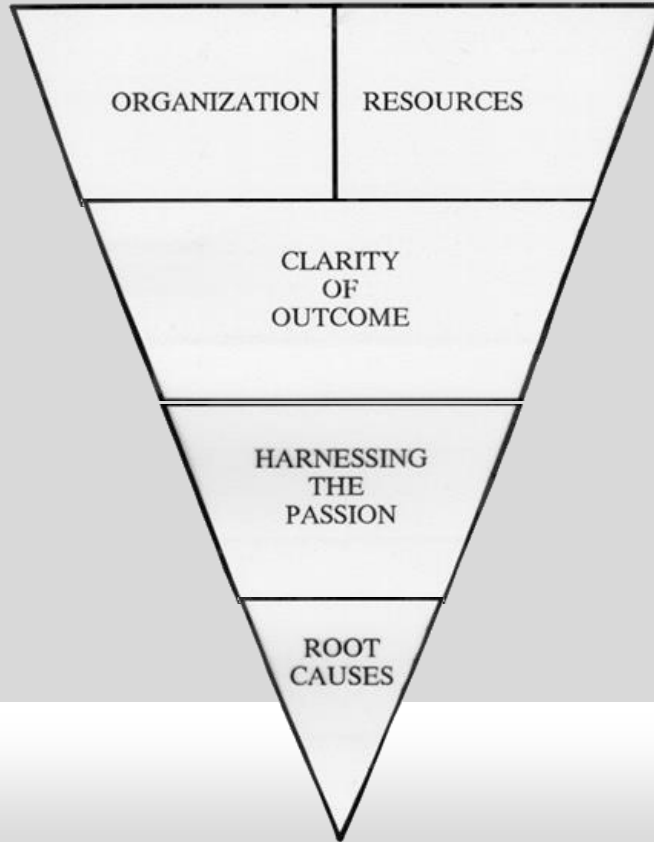 ORGANIZATION RESOURCES
CLARITY
OF
OUTCOME
HARNESSING
THE
PASSION
ROOT
CAUSES